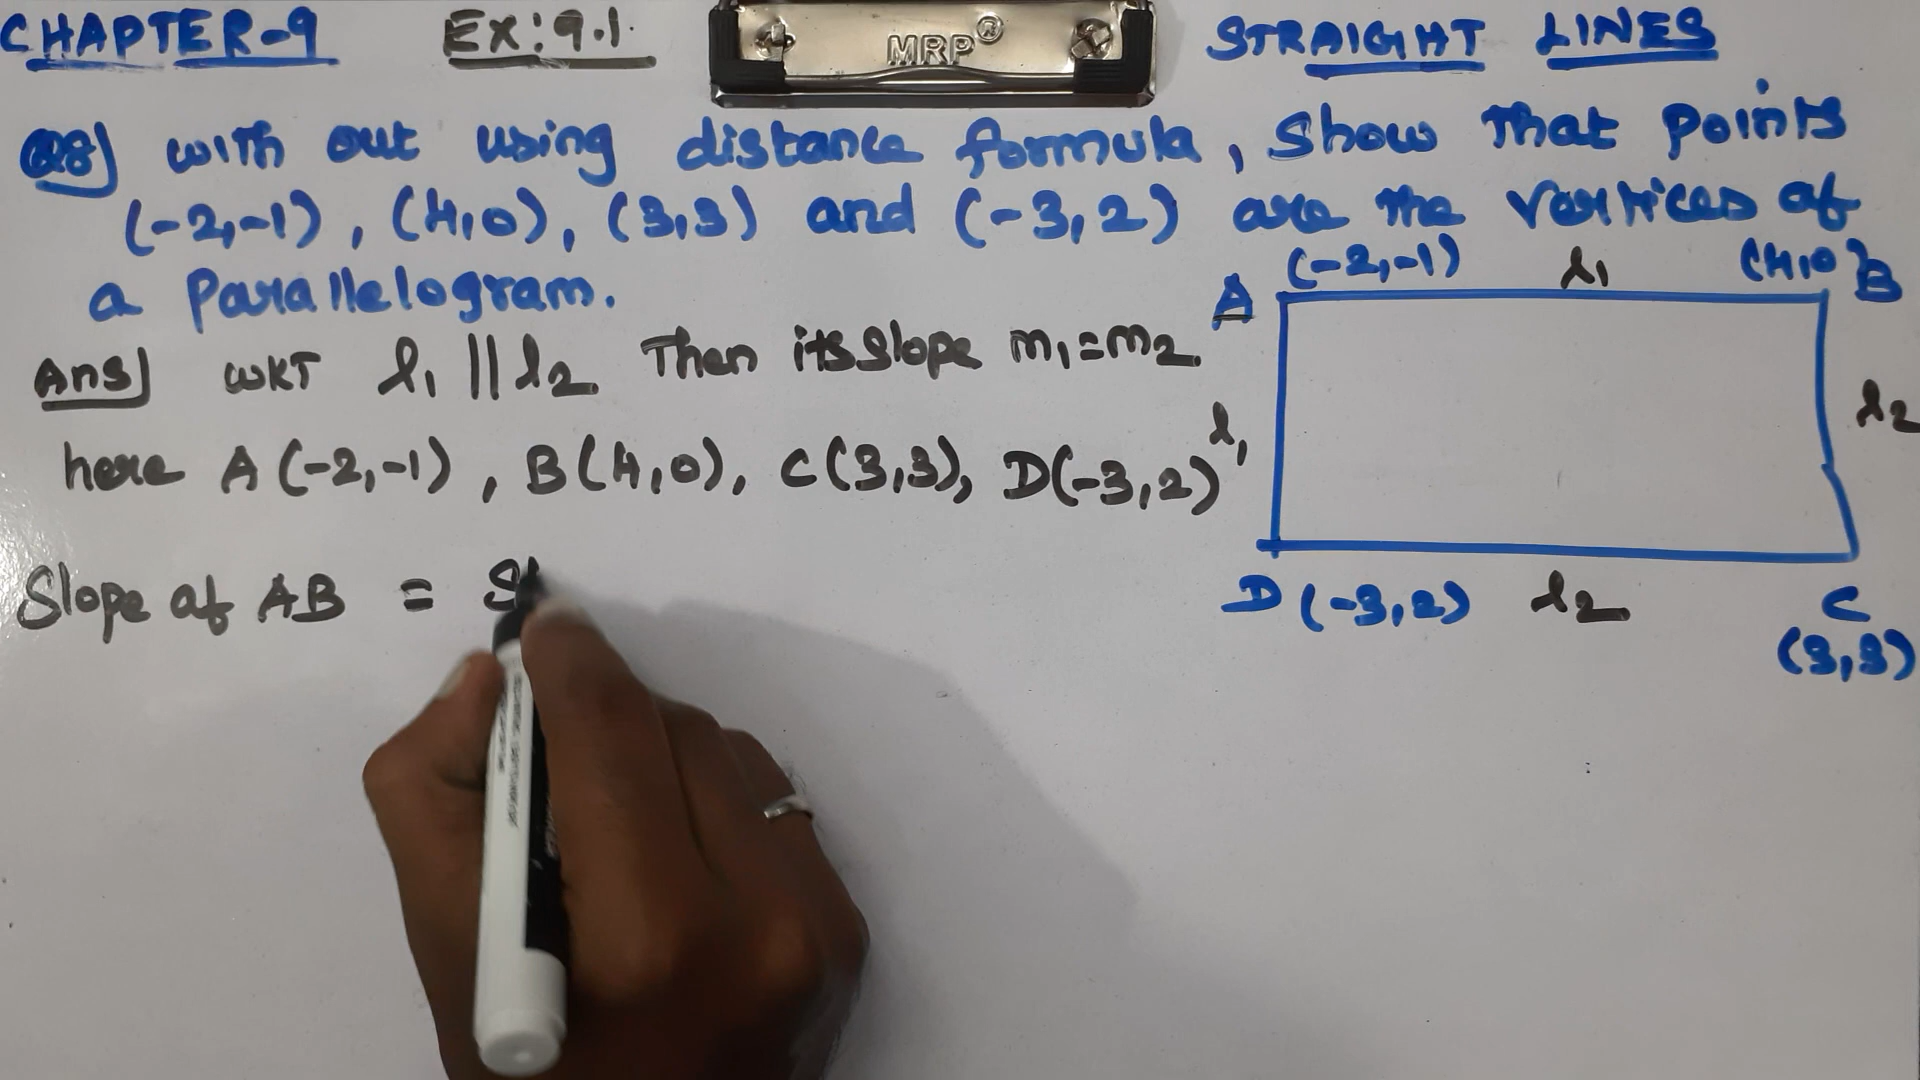 CHAPTER-9 EX:9.1. MRP® STRAIGHT LINES
Q8) with out using distance formula, Show that points
(-2,-1), (4,0), (3,3) and (-3,2) are the vertices of
a parallelogram.
A (-2,-1) l1 (4,0) B
Ans) WKT l1 || l2 Then its slope m1=m2.
l1 l2
here A(-2,-1), B(4,0), C(3,3), D(-3,2)
Slope of AB = Sl
D (-3,2) l2 C
(3,3)